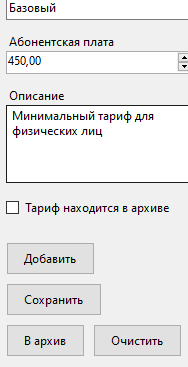 Базовый
Абонентская плата
450,00
Описание
Минимальный тариф для
физических лиц
Тариф находится в архиве
Добавить
Сохранить
В архив
Очистить